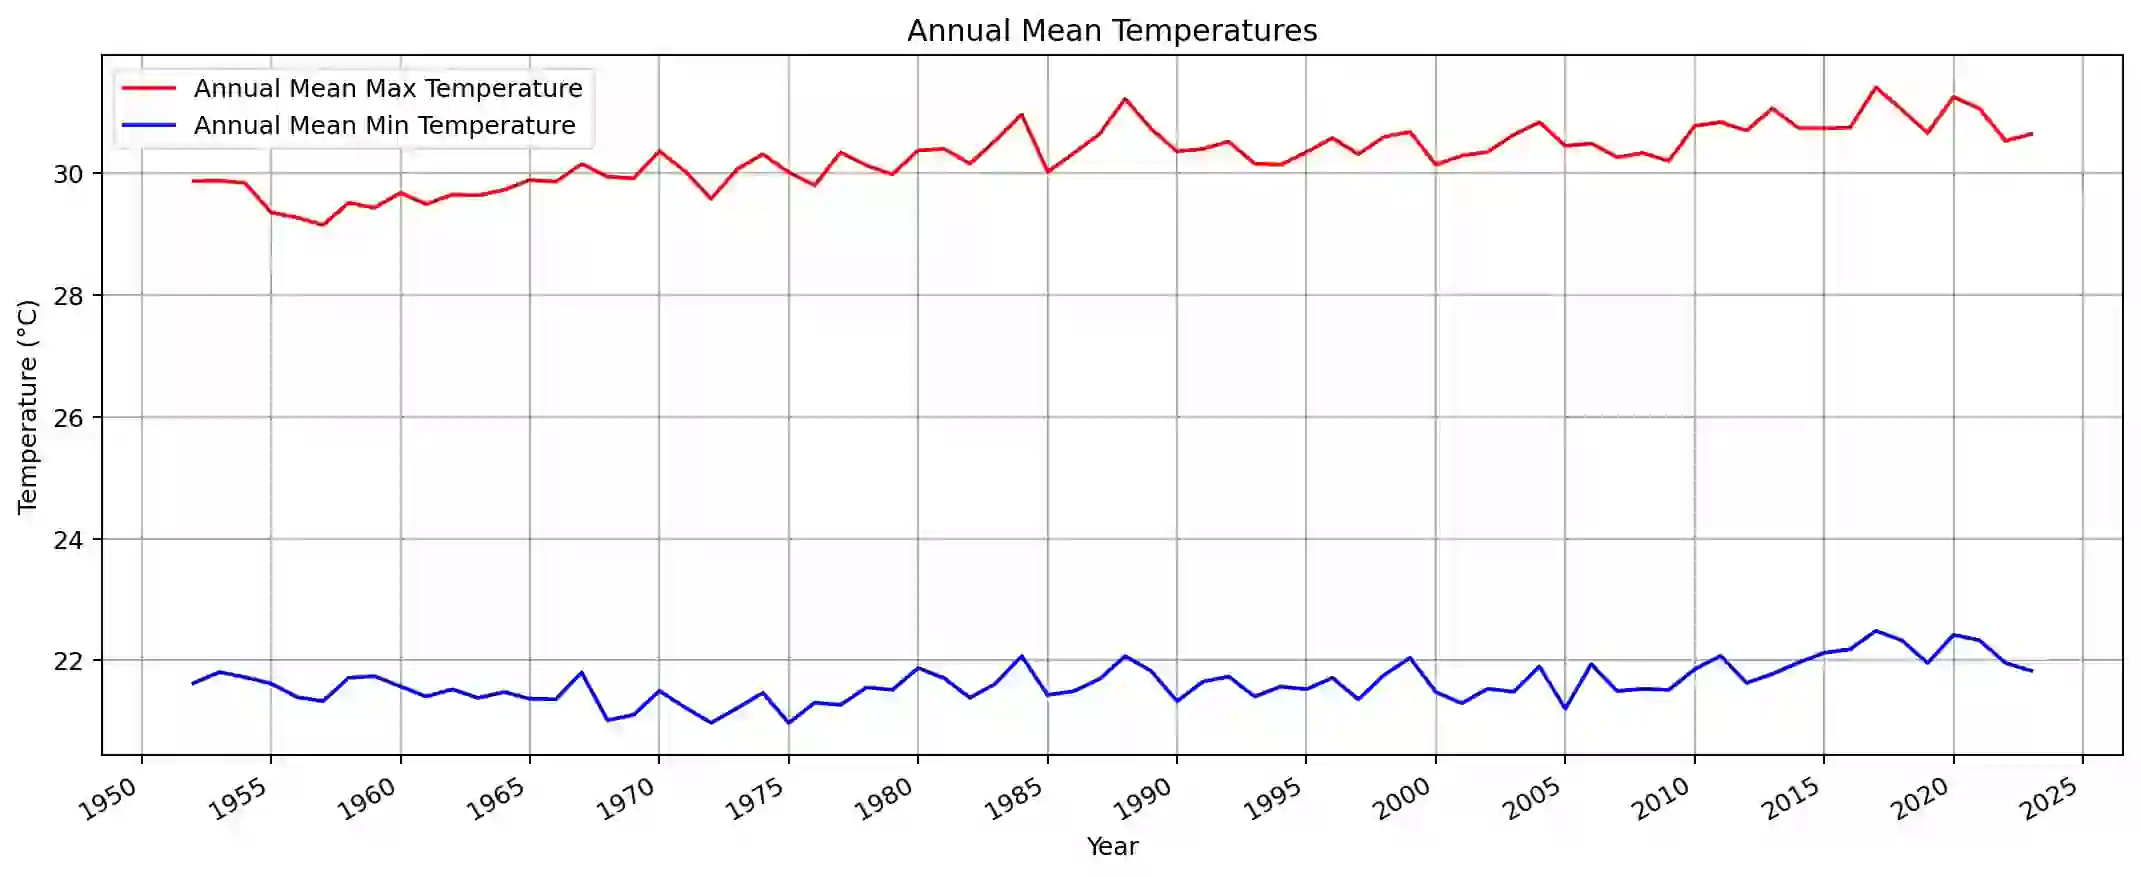 Annual Mean Temperatures
Annual Mean Max Temperature
Annual Mean Min Temperature
Temperature (°C)
30
28
26
24
22
1950 1955 1960 1965 1970 1975 1980 1985 1990 1995 2000 2005 2010 2015 2020 2025
Year